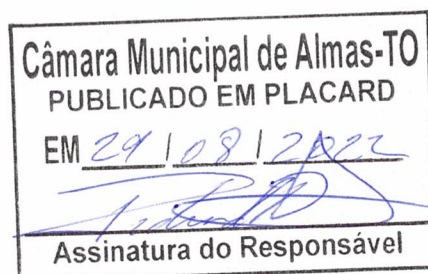 Câmara Municipal de Almas-TO
PUBLICADO EM PLACARD
EM 29 / 08 / 2022
Assinatura do Responsável